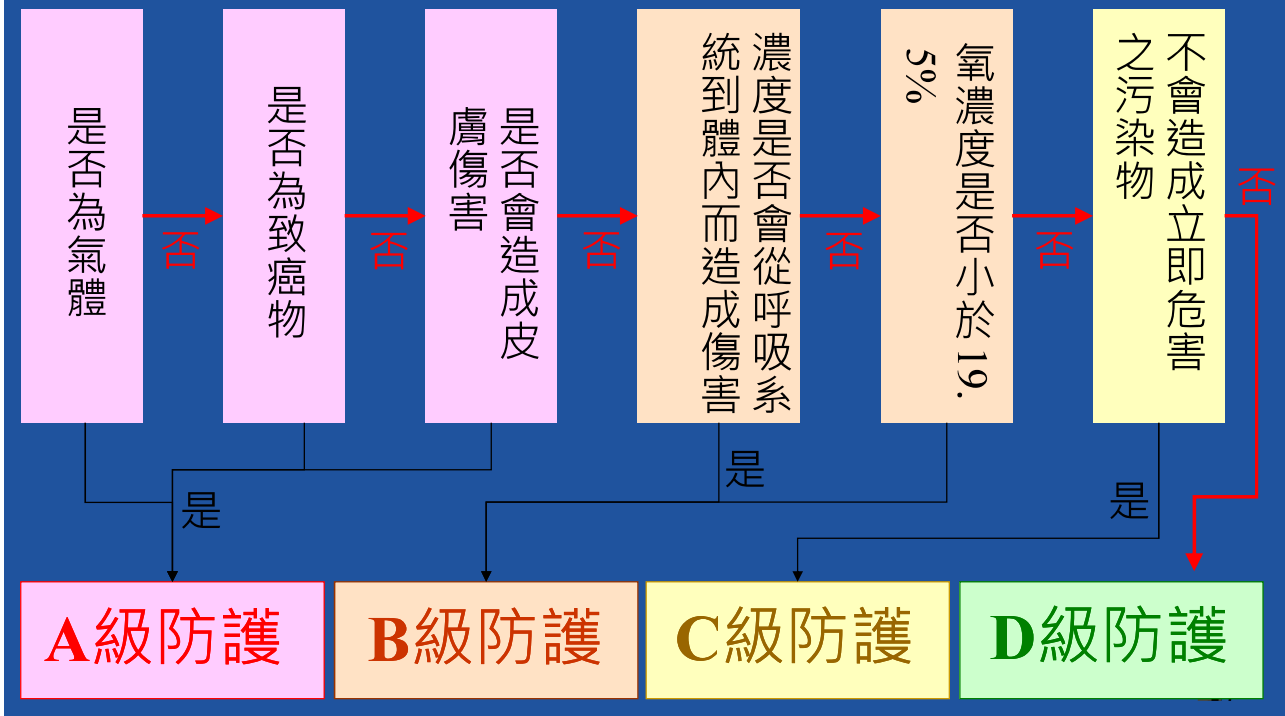 是否為氣體
否
是否為致癌物
否
是否會造成皮
膚傷害
否
濃度是否會從呼吸系
統到體內而造成傷害
否
氧濃度是否小於19.
5%
否
不會造成立即危害
之污染物
否
是
是
是
A級防護
B級防護
C級防護
D級防護